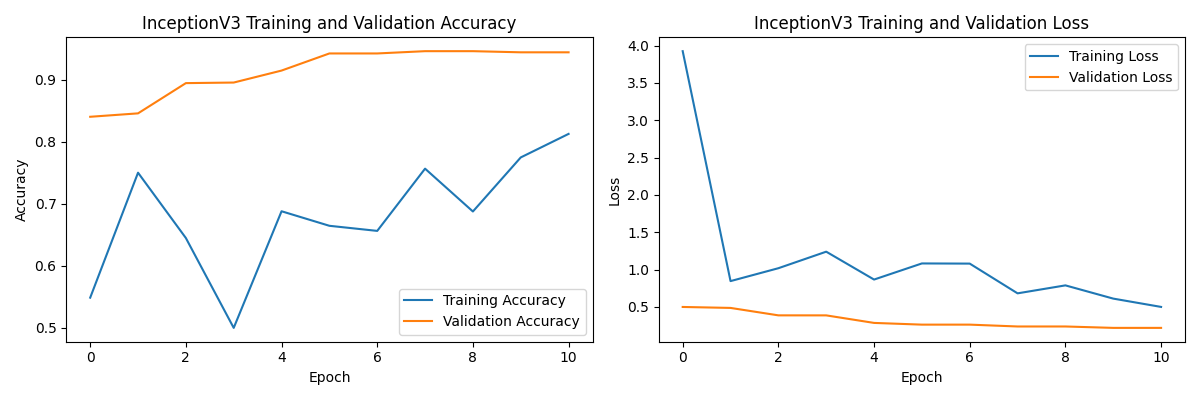 InceptionV3 Training and Validation Accuracy
Accuracy
0.9
0.8
0.7
0.6
0.5
0 2 4 6 8 10
Epoch
Training Accuracy
Validation Accuracy
InceptionV3 Training and Validation Loss
Loss
4.0
3.5
3.0
2.5
2.0
1.5
1.0
0.5
0 2 4 6 8 10
Epoch
Training Loss
Validation Loss